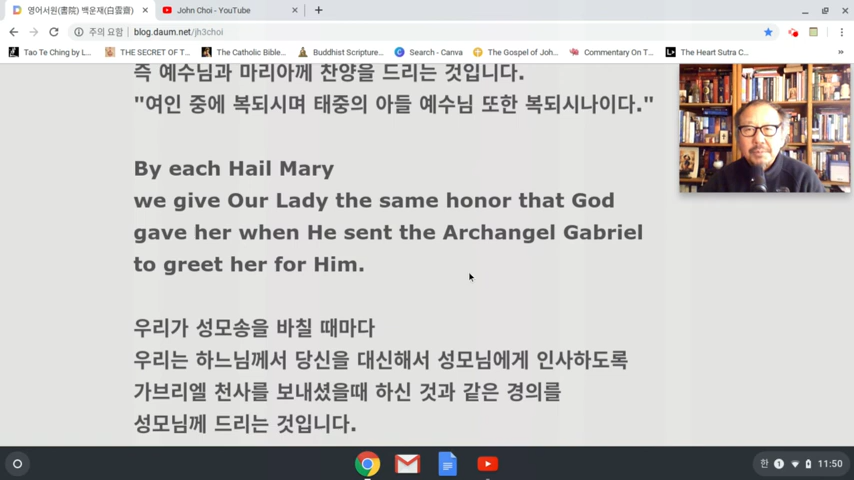 영어서원(書院) 백운재(白雲齋)
John Choi - YouTube
주의 요함
blog.daum.net/jh3choi
Tao Te Ching by L...
THE SECRET OF T...
The Catholic Bible...
Buddhist Scripture...
Search - Canva
The Gospel of Joh...
Commentary On T...
The Heart Sutra C...
즉 예수님과 마리아께 찬양을 드리는 것입니다.
"여인 중에 복되시며 태중의 아들 예수님 또한 복되시나이다."
By each Hail Mary
we give Our Lady the same honor that God
gave her when He sent the Archangel Gabriel
to greet her for Him.
우리가 성모송을 바칠 때마다
우리는 하느님께서 당신을 대신해서 성모님에게 인사하도록
가브리엘 천사를 보내셨을때 하신 것과 같은 경의를
성모님께 드리는 것입니다.
한
1
11:50